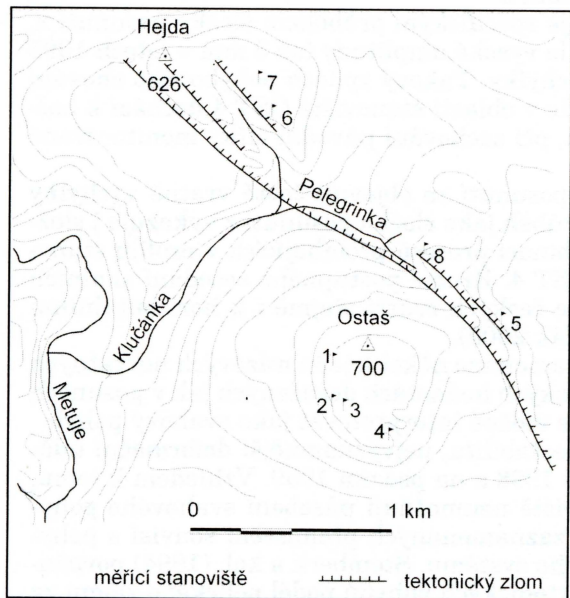 Hejda
626
7
6
Pelegrinka
8
Klučánka
Ostaš
5
1
700
Metuje
2 3
4
0 1 km
měřící stanoviště tektonický zlom